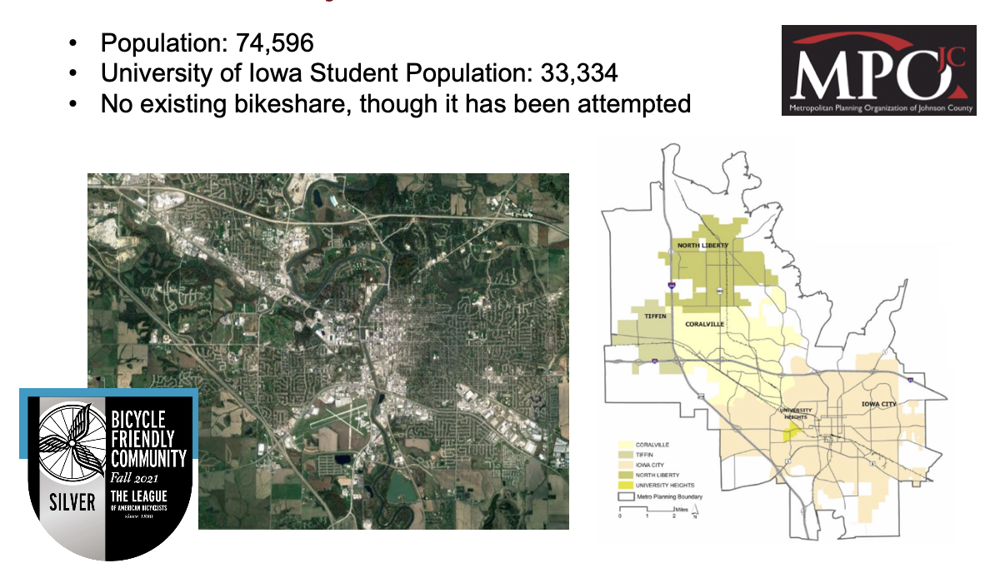 • Population: 74,596
• University of Iowa Student Population: 33,334
• No existing bikeshare, though it has been attempted
MPOJC
Metropolitan Planning Organization of Johnson County
NORTH LIBERTY
TIFFIN
CORALVILLE
UNIVERSITY
HEIGHTS
IOWA CITY
CORALVILLE
TIFFIN
IOWA CITY
NORTH LIBERTY
UNIVERSITY HEIGHTS
Metro Planning Boundary
Miles
0 1 2 N
BICYCLE
FRIENDLY
COMMUNITY
Fall 2021
SILVER
THE LEAGUE
OF AMERICAN BICYCLISTS
since 1880